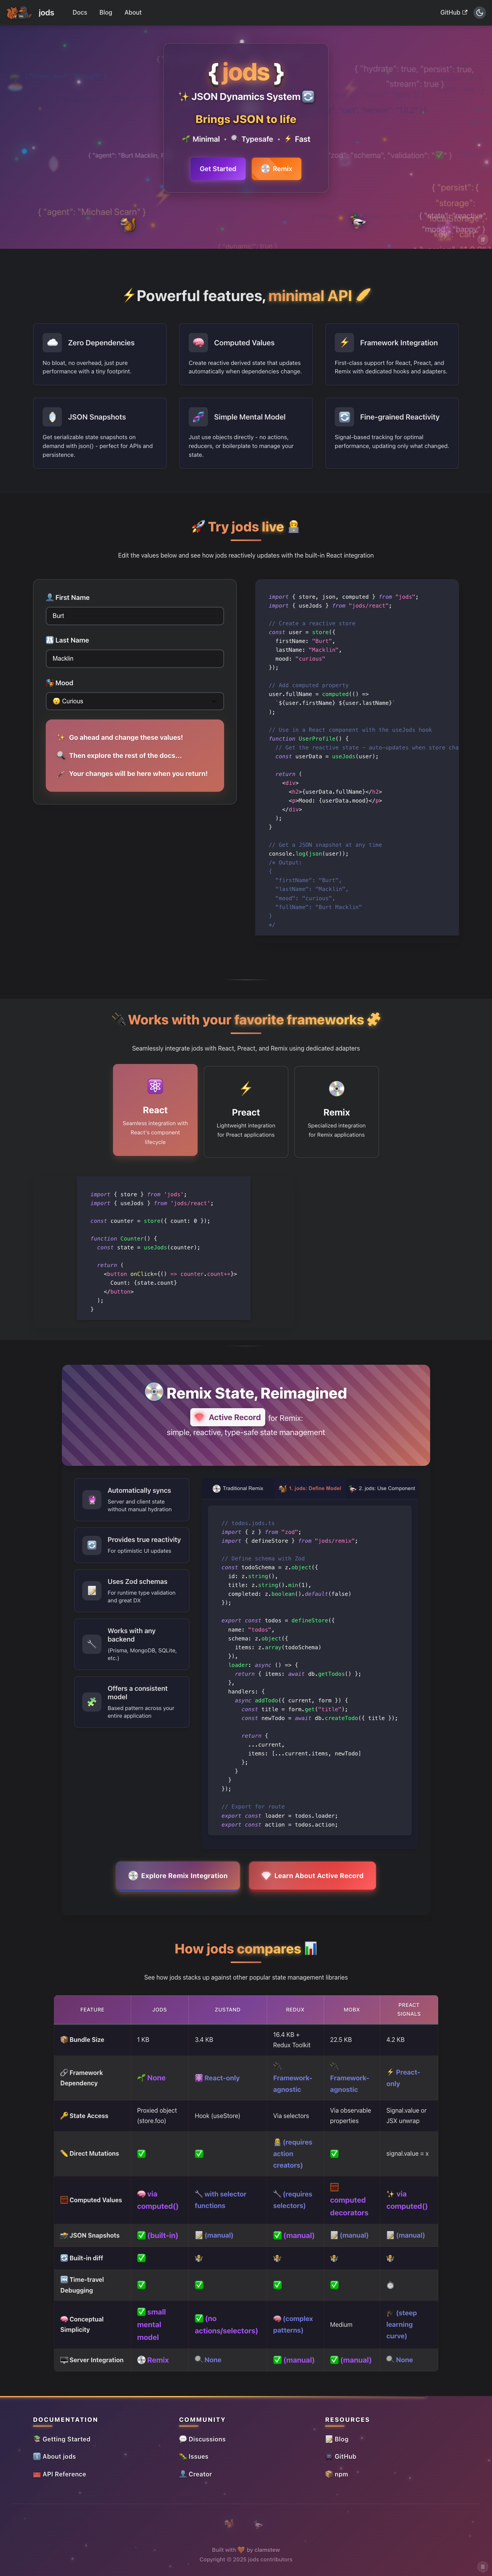 jods
Docs
Blog
About
GitHub
{ "hydrate": true, "persist": true,
stream": true }
{ jods }
JSON Dynamics System
Brings JSON to life
Minimal • Typesafe • Fast
Get Started
Remix
{ "agent": "Burt Macklin,
"zod": "schema", "validation":
{ "agent": "Michael Scarn" }
{ "persist": {
"storage":
Powerful features, minimal API
Zero Dependencies
No bloat, no overhead, just pure
performance with a tiny footprint.
Computed Values
Create reactive derived state that updates
automatically when dependencies change.
Framework Integration
First-class support for React, Preact, and
Remix with dedicated hooks and adapters.
JSON Snapshots
Get serializable state snapshots on
demand with json() - perfect for APIs and
persistence.
Simple Mental Model
Just use objects directly - no actions,
reducers, or boilerplate to manage your
state.
Fine-grained Reactivity
Signal-based tracking for optimal
performance, updating only what changed.
Try jods live
Edit the values below and see how jods reactively updates with the built-in React integration
First Name
Burt
Last Name
Macklin
Mood
Curious
Go ahead and change these values!
Then explore the rest of the docs...
Your changes will be here when you return!
import { store, json, computed } from "jods";
import { useJods } from "jods/react";
// Create a reactive store
const user = store({
firstName: "Burt",
lastName: "Macklin",
mood: "curious"
});
// Add computed property
user.fullName = computed(() =>
`${user.firstName} ${user.lastName}`
);
// Use in a React component with the useJods hook
function UserProfile() {
// Get the reactive state - auto-updates when store cha
const userData = useJods(user);
return (
<div>
<h2>{userData.fullName}</h2>
<p>Mood: {userData.mood}</p>
</div>
);
}
// Get a JSON snapshot at any time
console.log(json(user));
/* Output:
{
"firstName": "Burt",
"lastName": "Macklin",
"mood": "curious",
"fullName": "Burt Macklin"
}
*/
Works with your favorite frameworks
Seamlessly integrate jods with React, Preact, and Remix using dedicated adapters
React
Seamless integration with
React's component
lifecycle
Preact
Lightweight integration
for Preact applications
Remix
Specialized integration
for Remix applications
import { store } from 'jods';
import { useJods } from 'jods/react';
const counter = store({ count: 0 });
function Counter() {
const state = useJods(counter);
return (
<button onClick={() => counter.count++}>
Count: {state.count}
</button>
);
}
Remix State, Reimagined
Active Record for Remix:
simple, reactive, type-safe state management
Automatically syncs
Server and client state
without manual hydration
Provides true reactivity
For optimistic UI updates
Uses Zod schemas
For runtime type validation
and great DX
Works with any
backend
(Prisma, MongoDB, SQLite,
etc.)
Offers a consistent
model
Based pattern across your
entire application
Traditional Remix
1. jods: Define Model
2. jods: Use Component
// todos.jods.ts
import { z } from "zod";
import { defineStore } from "jods/remix";
// Define schema with Zod
const todoSchema = z.object({
id: z.string(),
title: z.string().min(1),
completed: z.boolean().default(false)
});
export const todos = defineStore({
name: "todos",
schema: z.object({
items: z.array(todoSchema)
}),
loader: async () => {
return { items: await db.getTodos() };
},
handlers: {
async addTodo({ current, form }) {
const title = form.get("title");
const newTodo = await db.createTodo({ title });
return {
...current,
items: [...current.items, newTodo]
};
}
}
});
// Export for route
export const loader = todos.loader;
export const action = todos.action;
Explore Remix Integration
Learn About Active Record
How jods compares
See how jods stacks up against other popular state management libraries
FEATURE JODS ZUSTAND REDUX MOBX PREACT SIGNALS
Bundle Size 1 KB 3.4 KB 16.4 KB + Redux Toolkit 22.5 KB 4.2 KB
Framework Dependency None React-only Framework-agnostic Framework-agnostic Preact-only
State Access Proxied object (store.foo) Hook (useStore) Via selectors Via observable properties Signal.value or JSX unwrap
Direct Mutations ✅ ✅ (requires action creators) ✅ signal.value = x
Computed Values via computed() with selector functions (requires selectors) computed decorators via computed()
JSON Snapshots ✅ (built-in) (manual) ✅ (manual) (manual) (manual)
Built-in diff ✅
Time-travel Debugging ✅ ✅ ✅ ✅
Conceptual Simplicity ✅ small mental model ✅ (no actions/selectors) (complex patterns) Medium (steep learning curve)
Server Integration Remix None ✅ (manual) ✅ (manual) None
DOCUMENTATION
Getting Started
About jods
API Reference
COMMUNITY
Discussions
Issues
Creator
RESOURCES
Blog
GitHub
npm
Built with by clamstew
Copyright © 2025 jods contributors